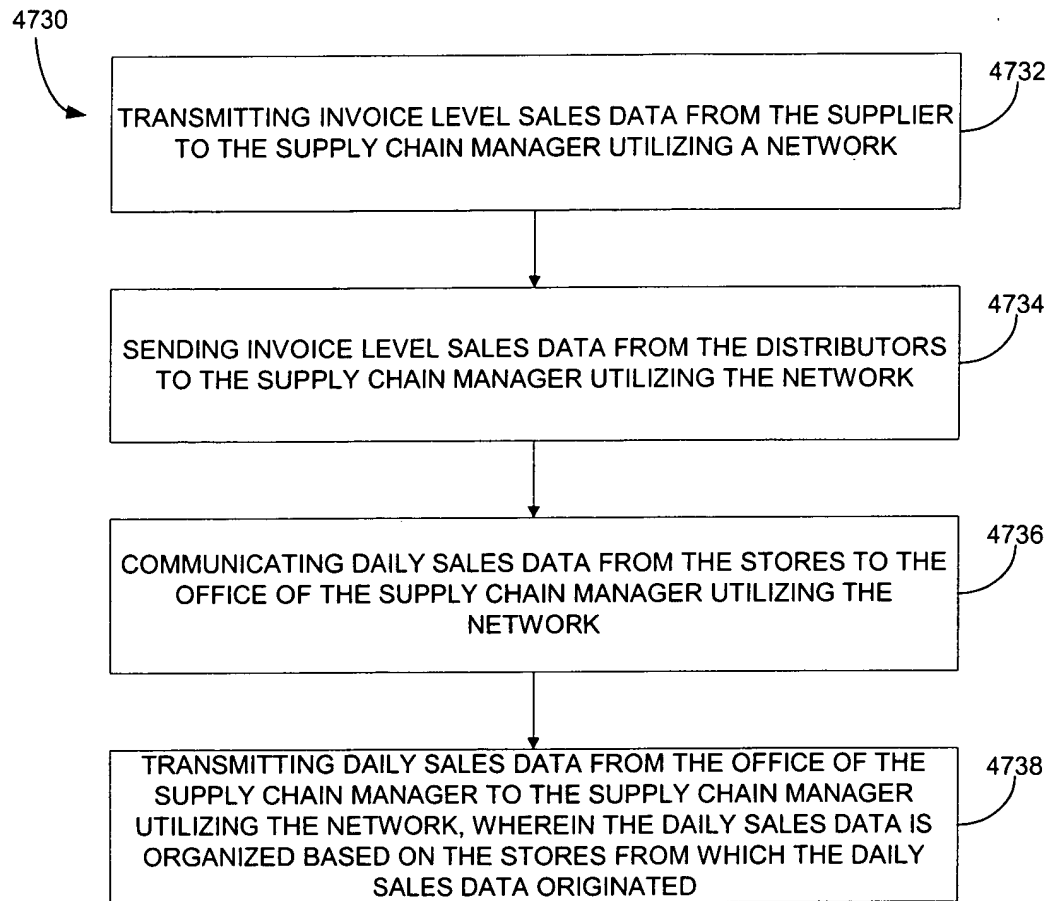 4730
4732
TRANSMITTING INVOICE LEVEL SALES DATA FROM THE SUPPLIER
TO THE SUPPLY CHAIN MANAGER UTILIZING A NETWORK
4734
SENDING INVOICE LEVEL SALES DATA FROM THE DISTRIBUTORS
TO THE SUPPLY CHAIN MANAGER UTILIZING THE NETWORK
4736
COMMUNICATING DAILY SALES DATA FROM THE STORES TO THE
OFFICE OF THE SUPPLY CHAIN MANAGER UTILIZING THE
NETWORK
4738
TRANSMITTING DAILY SALES DATA FROM THE OFFICE OF THE
SUPPLY CHAIN MANAGER TO THE SUPPLY CHAIN MANAGER
UTILIZING THE NETWORK, WHEREIN THE DAILY SALES DATA IS
ORGANIZED BASED ON THE STORES FROM WHICH THE DAILY
SALES DATA ORIGINATED